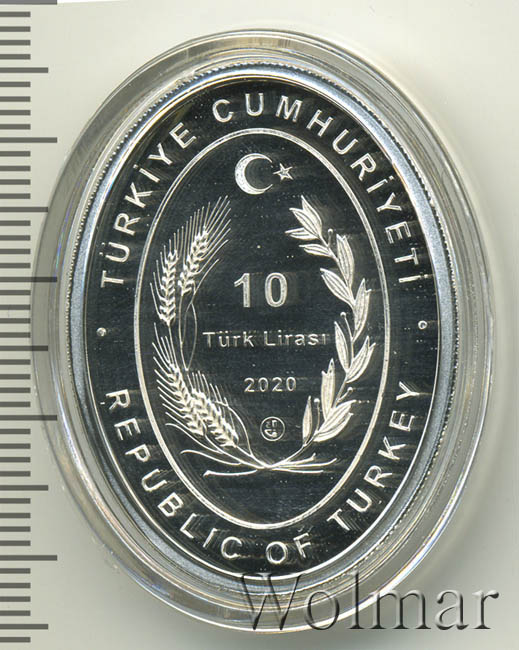 TÜRKİYE CUMHURİYETİ
10
Türk Lirası
2020
REPUBLIC OF TURKEY
Wolmar